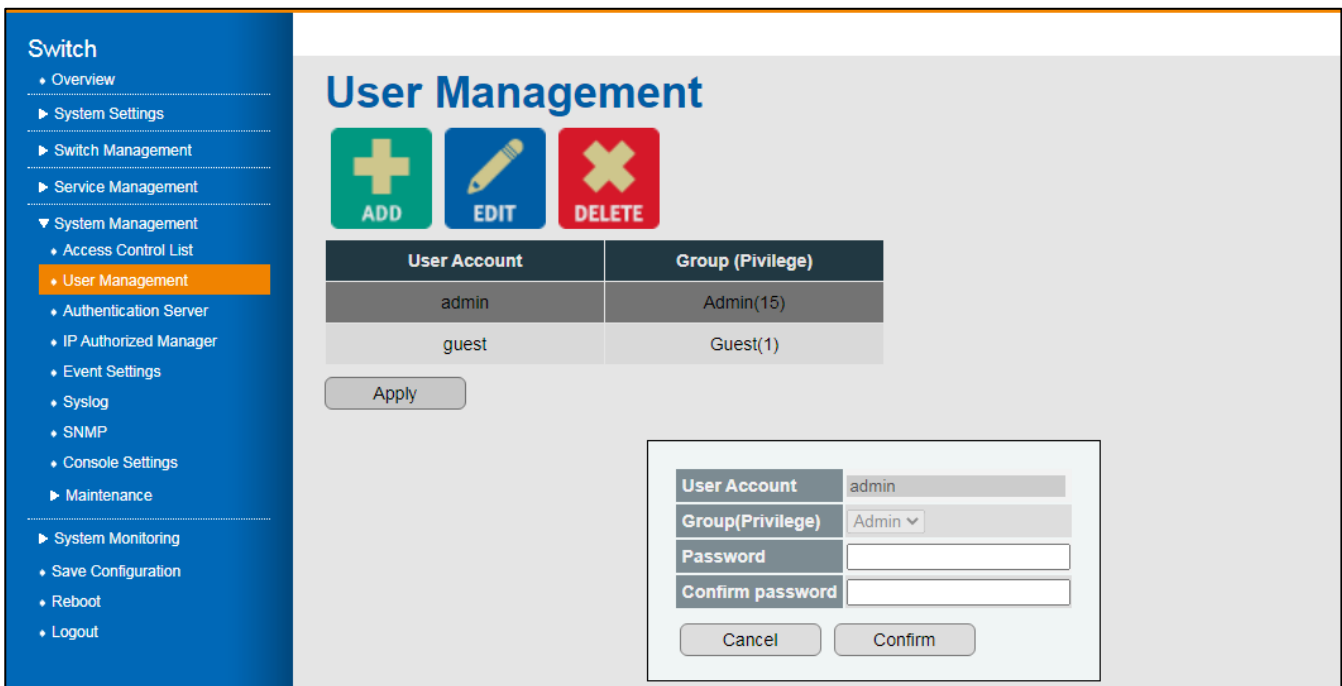 Switch
Overview
System Settings
Switch Management
Service Management
System Management
Access Control List
User Management
Authentication Server
IP Authorized Manager
Event Settings
Syslog
SNMP
Console Settings
Maintenance
System Monitoring
Save Configuration
Reboot
Logout
User Management
ADD EDIT DELETE
User Account Group (Pivilege)
admin Admin(15)
guest Guest(1)
Apply
User Account admin
Group(Privilege) Admin
Password
Confirm password
Cancel Confirm